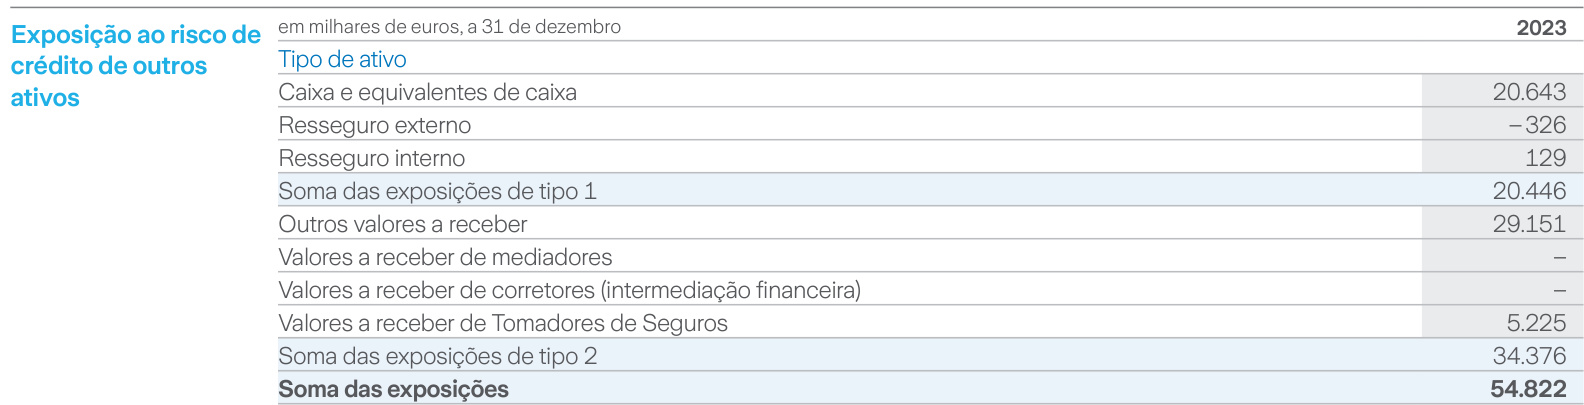 Exposição ao risco de
crédito de outros
ativos
em milhares de euros, a 31 de dezembro 2023
Tipo de ativo
Caixa e equivalentes de caixa 20.643
Resseguro externo –326
Resseguro interno 129
Soma das exposições de tipo 1 20.446
Outros valores a receber 29.151
Valores a receber de mediadores –
Valores a receber de corretores (intermediação financeira) –
Valores a receber de Tomadores de Seguros 5.225
Soma das exposições de tipo 2 34.376
Soma das exposições 54.822